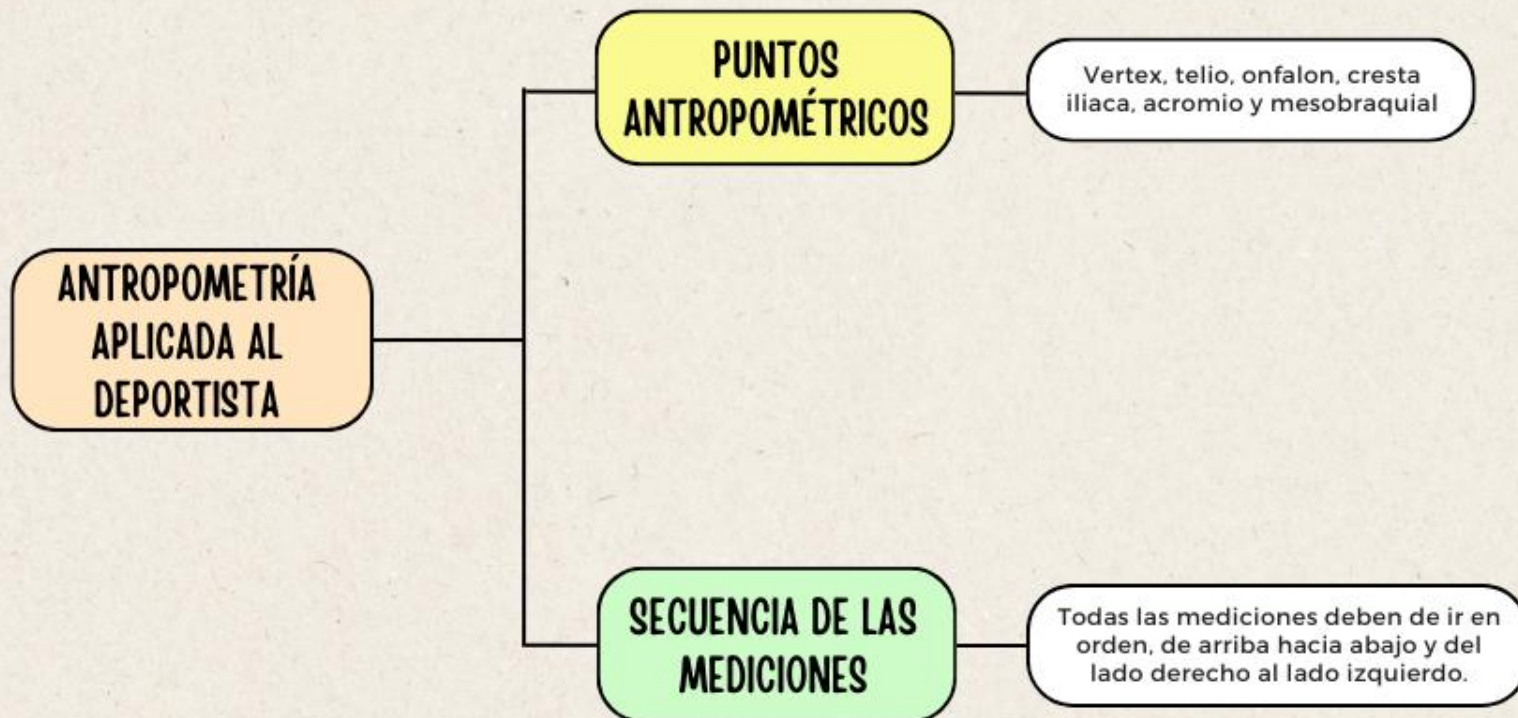 PUNTOS
ANTROPOMÉTRICOS
Vertex, telio, onfalon, cresta
iliaca, acromio y mesobraquial
ANTROPOMETRÍA
APLICADA AL
DEPORTISTA
SECUENCIA DE LAS
MEDICIONES
Todas las mediciones deben de ir en
orden, de arriba hacia abajo y del
lado derecho al lado izquierdo.